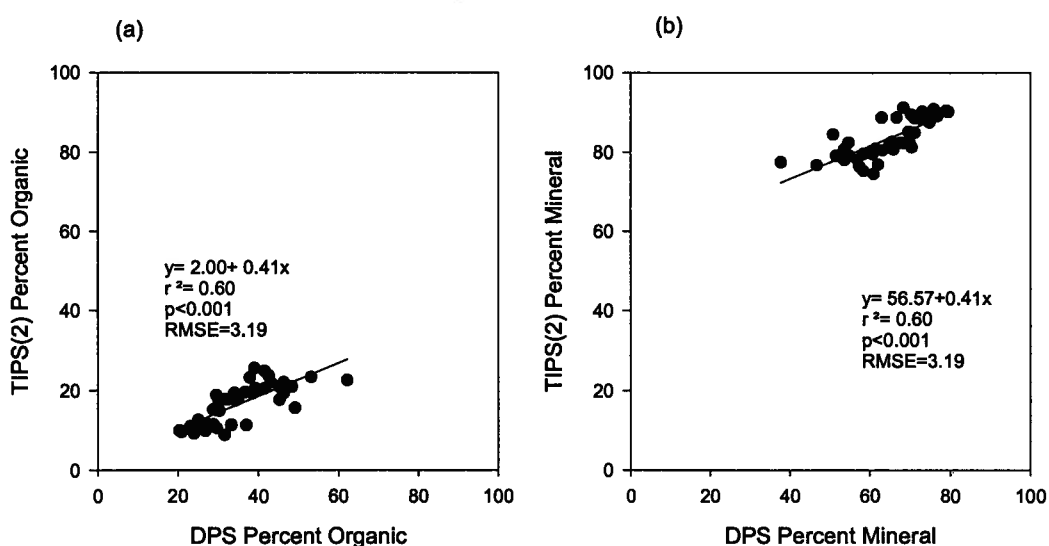 (a)
100
80
60
40
20
0
TIPS(2) Percent Organic
y= 2.00+ 0.41x
r ²= 0.60
p<0.001
RMSE=3.19
0 20 40 60 80 100
DPS Percent Organic
(b)
100
80
60
40
20
0
TIPS(2) Percent Mineral
y= 56.57+0.41x
r ²= 0.60
p<0.001
RMSE=3.19
0 20 40 60 80 100
DPS Percent Mineral